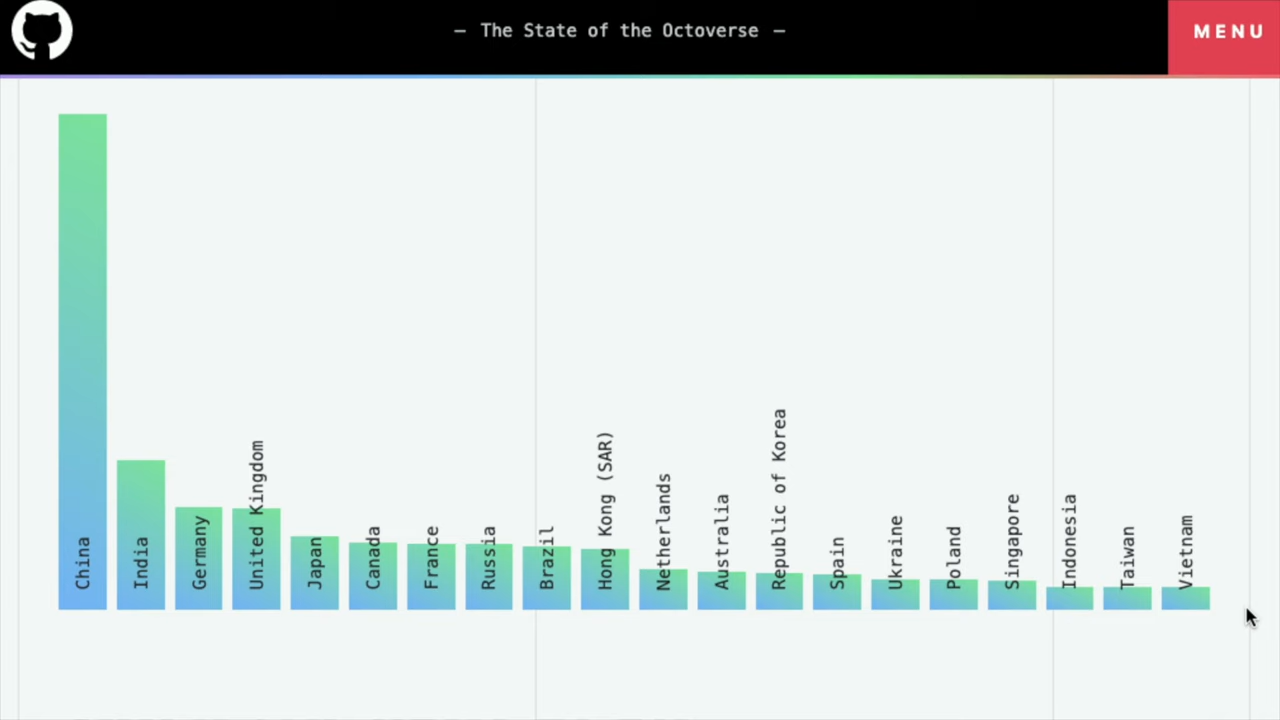 — The State of the Octoverse —
MENU
China
India
Germany
United Kingdom
Japan
Canada
France
Russia
Brazil
Hong Kong (SAR)
Netherlands
Australia
Republic of Korea
Spain
Ukraine
Poland
Singapore
Indonesia
Taiwan
Vietnam